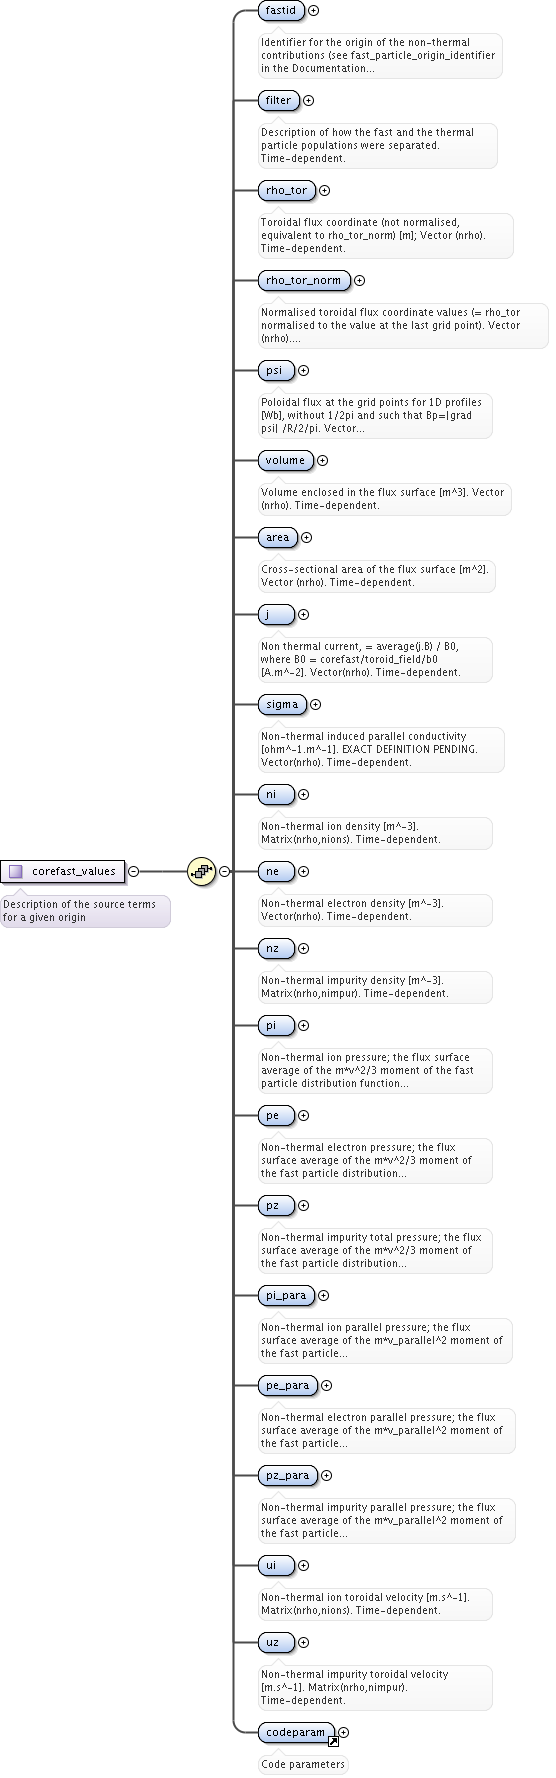 fastid
Identifier for the origin of the non-thermal
contributions (see fast_particle_origin_identifier
in the Documentation...
filter
Description of how the fast and the thermal
particle populations were separated.
Time-dependent.
rho_tor
Toroidal flux coordinate (not normalised,
equivalent to rho_tor_norm) [m]; Vector (nrho).
Time-dependent.
rho_tor_norm
Normalised toroidal flux coordinate values (= rho_tor
normalised to the value at the last grid point). Vector
(nrho)....
psi
Poloidal flux at the grid points for 1D profiles
[Wb], without 1/2pi and such that Bp=|grad
psi| /R/2/pi. Vector...
volume
Volume enclosed in the flux surface [m^3]. Vector
(nrho). Time-dependent.
area
Cross-sectional area of the flux surface [m^2].
Vector (nrho). Time-dependent.
j
Non thermal current, = average(j.B) / B0,
where B0 = corefast/toroid_field/b0
[A.m^-2]. Vector(nrho). Time-dependent.
sigma
Non-thermal induced parallel conductivity
[ohm^-1.m^-1]. EXACT DEFINITION PENDING.
Vector(nrho). Time-dependent.
ni
Non-thermal ion density [m^-3].
Matrix(nrho,nions). Time-dependent.
corefast_values
Description of the source terms
for a given origin
ne
Non-thermal electron density [m^-3].
Vector(nrho). Time-dependent.
nz
Non-thermal impurity density [m^-3].
Matrix(nrho,nimpur). Time-dependent.
pi
Non-thermal ion pressure; the flux surface
average of the m*v^2/3 moment of the fast
particle distribution function...
pe
Non-thermal electron pressure; the flux
surface average of the m*v^2/3 moment of
the fast particle distribution...
pz
Non-thermal impurity total pressure; the flux
surface average of the m*v^2/3 moment of
the fast particle distribution...
pi_para
Non-thermal ion parallel pressure; the flux
surface average of the m*v_parallel^2 moment of
the fast particle...
pe_para
Non-thermal electron parallel pressure; the flux
surface average of the m*v_parallel^2 moment of
the fast particle...
pz_para
Non-thermal impurity parallel pressure; the flux
surface average of the m*v_parallel^2 moment of
the fast particle...
ui
Non-thermal ion toroidal velocity [m.s^-1].
Matrix(nrho,nions). Time-dependent.
uz
Non-thermal impurity toroidal velocity
[m.s^-1]. Matrix(nrho,nimpur).
Time-dependent.
codeparam
Code parameters